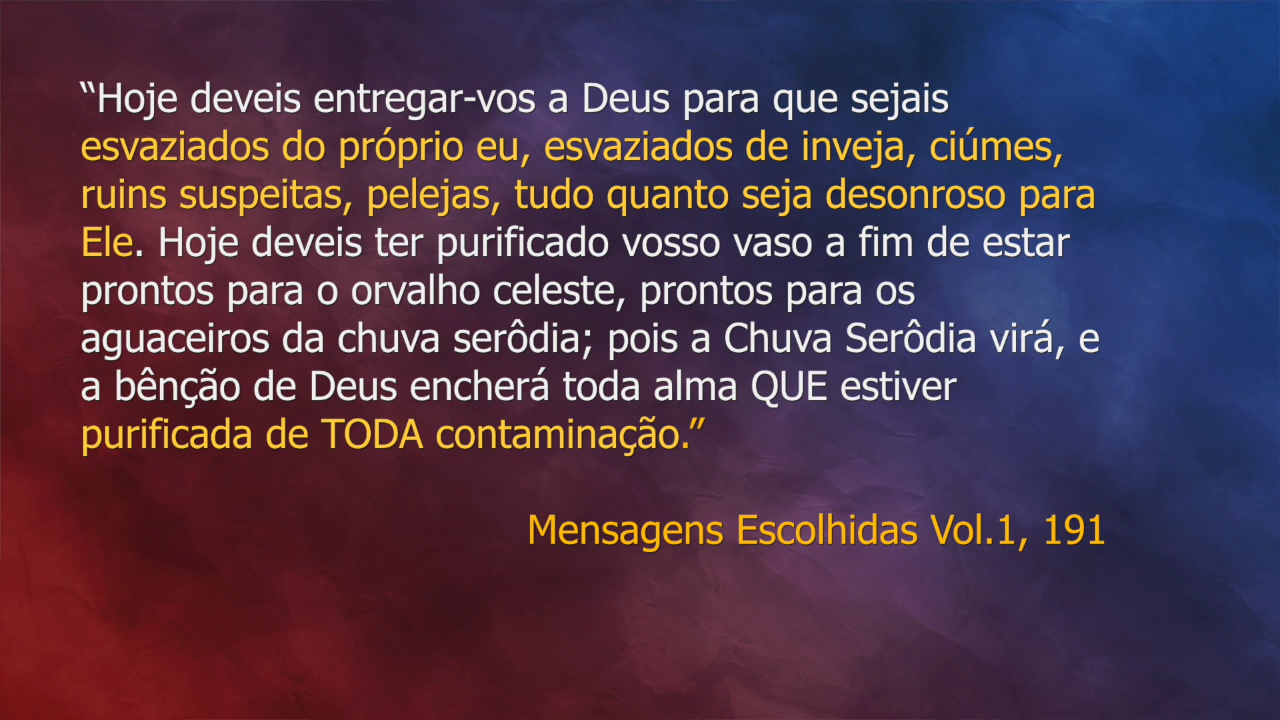 “Hoje deveis entregar-vos a Deus para que sejais
esvaziados do próprio eu, esvaziados de inveja, ciúmes,
ruins suspeitas, pelejas, tudo quanto seja desonroso para
Ele. Hoje deveis ter purificado vosso vaso a fim de estar
prontos para o orvalho celeste, prontos para os
aguaceiros da chuva serôdia; pois a Chuva Serôdia virá, e
a bênção de Deus encherá toda alma QUE estiver
purificada de TODA contaminação.”
Mensagens Escolhidas Vol.1, 191